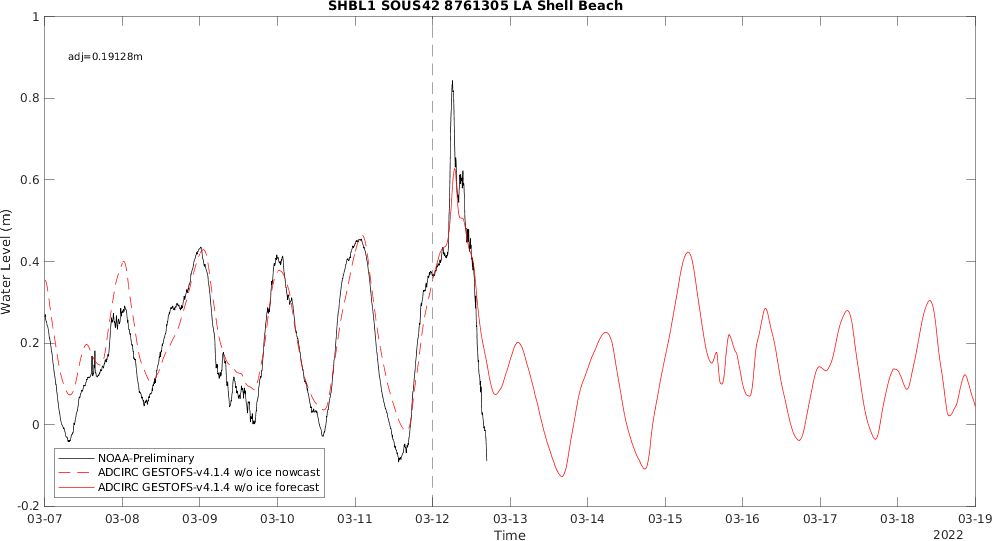 SHBL1 SOUS42 8761305 LA Shell Beach
adj=0.19128m
Water Level (m)
1
0.8
0.6
0.4
0.2
0
-0.2
NOAA-Preliminary
ADCIRC GESTOFS-v4.1.4 w/o ice nowcast
ADCIRC GESTOFS-v4.1.4 w/o ice forecast
03-07 03-08 03-09 03-10 03-11 03-12 03-13 03-14 03-15 03-16 03-17 03-18 03-19
Time
2022